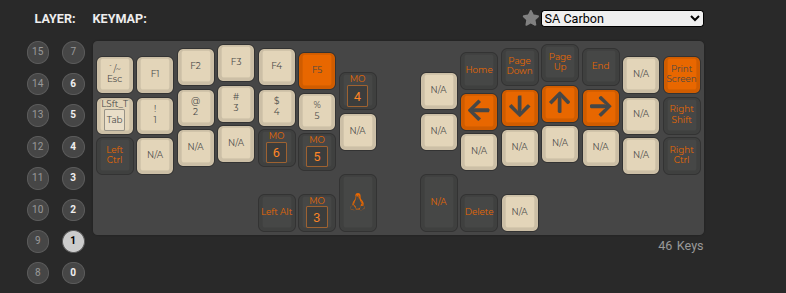 LAYER: KEYMAP: SA Carbon
15 7
14 6
13 5
12 4
11 3
10 2
9 1
8 0
~ /~
Esc
F1
F2
F3
F4
F5
MO
4
LSft_T
Tab
!
1
@
2
#
3
$
4
%
5
N/A
Left
Ctrl
N/A
N/A
N/A
MO
6
MO
5
Left Alt
MO
3
N/A
Home
Page
Down
Page
Up
End
N/A
Print
Screen
N/A
←
↓
↑
→
N/A
Right
Shift
N/A
N/A
N/A
N/A
N/A
Right
Ctrl
N/A
Delete
N/A
46 Keys